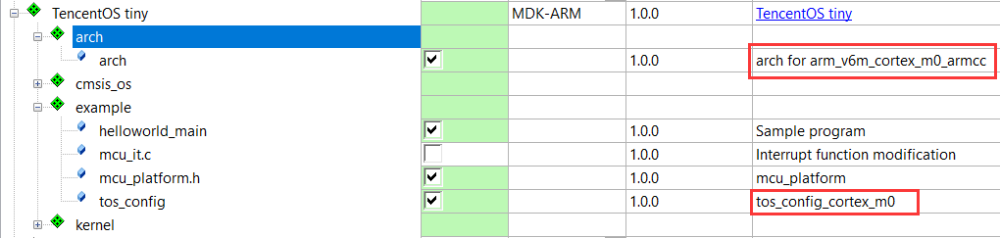 TencentOS tiny MDK-ARM 1.0.0 TencentOS tiny
arch
arch 1.0.0 arch for arm_v6m_cortex_m0_armcc
cmsis_os
example
helloworld_main 1.0.0 Sample program
mcu_it.c 1.0.0 Interrupt function modification
mcu_platform.h 1.0.0 mcu_platform
tos_config 1.0.0 tos_config_cortex_m0
kernel